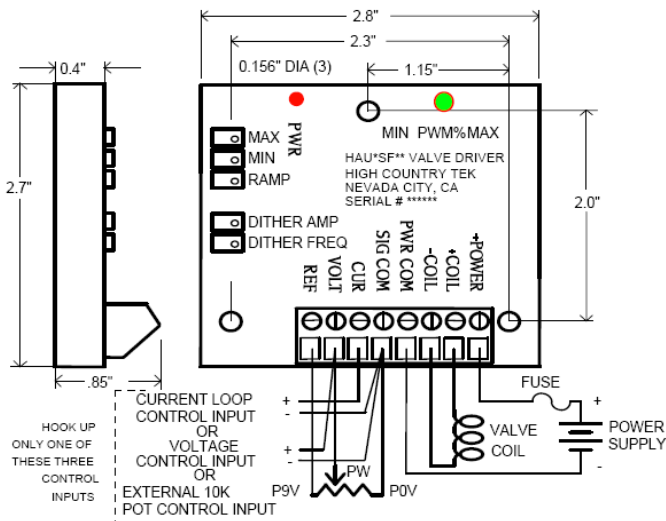 2.8"
2.3"
0.4"
0.156" DIA (3)
1.15"
PWR
MIN PWM%MAX
MAX
MIN
RAMP
HAU*SF** VALVE DRIVER
HIGH COUNTRY TEK
NEVADA CITY, CA
SERIAL # ******
2.7"
2.0"
DITHER AMP
DITHER FREQ
REF
VOLT
CUR
SIG COM
PWR COM
-COIL
+COIL
+POWER
.85"
FUSE
CURRENT LOOP +
CONTROL INPUT -
OR
VOLTAGE +
CONTROL INPUT -
OR
EXTERNAL 10K
POT CONTROL INPUT
HOOK UP
ONLY ONE OF
THESE THREE
CONTROL
INPUTS
P9V
PW
P0V
VALVE
COIL
+
POWER
SUPPLY
-